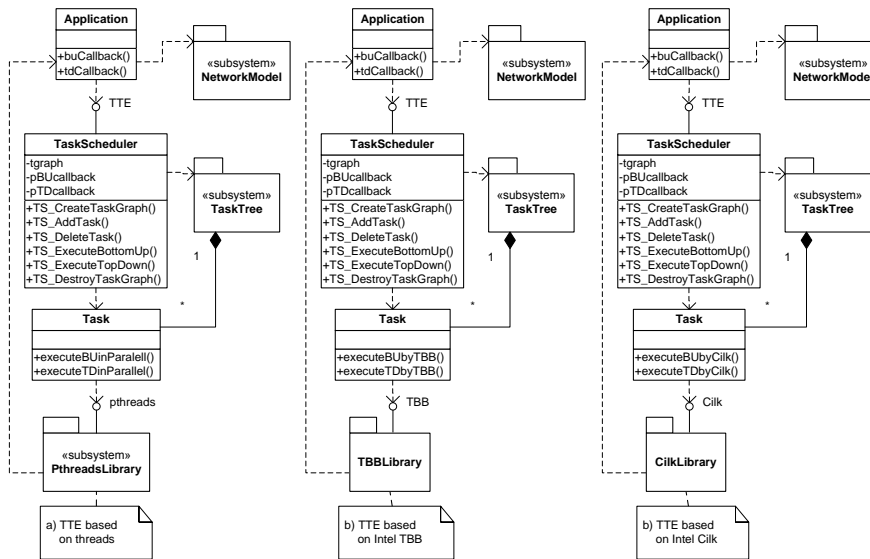 Application
+buCallback()
+tdCallback()
«subsystem»
NetworkModel
TTE
TaskScheduler
-tgraph
-pBUcallback
-pTDcallback
+TS_CreateTaskGraph()
+TS_AddTask()
+TS_DeleteTask()
+TS_ExecuteBottomUp()
+TS_ExecuteTopDown()
+TS_DestroyTaskGraph()
«subsystem»
TaskTree
1
*
Task
+executeBUinParalell()
+executeTDinParallel()
pthreads
«subsystem»
PthreadsLibrary
a) TTE based
on threads
Application
+buCallback()
+tdCallback()
«subsystem»
NetworkModel
TTE
TaskScheduler
-tgraph
-pBUcallback
-pTDcallback
+TS_CreateTaskGraph()
+TS_AddTask()
+TS_DeleteTask()
+TS_ExecuteBottomUp()
+TS_ExecuteTopDown()
+TS_DestroyTaskGraph()
«subsystem»
TaskTree
1
*
Task
+executeBUbyTBB()
+executeTDbyTBB()
TBB
TBBLibrary
b) TTE based
on Intel TBB
Application
+buCallback()
+tdCallback()
«subsystem»
NetworkModel
TTE
TaskScheduler
-tgraph
-pBUcallback
-pTDcallback
+TS_CreateTaskGraph()
+TS_AddTask()
+TS_DeleteTask()
+TS_ExecuteBottomUp()
+TS_ExecuteTopDown()
+TS_DestroyTaskGraph()
«subsystem»
TaskTree
1
*
Task
+executeBUbyCilk()
+executeTDbyCilk()
Cilk
CilkLibrary
b) TTE based
on Intel Cilk